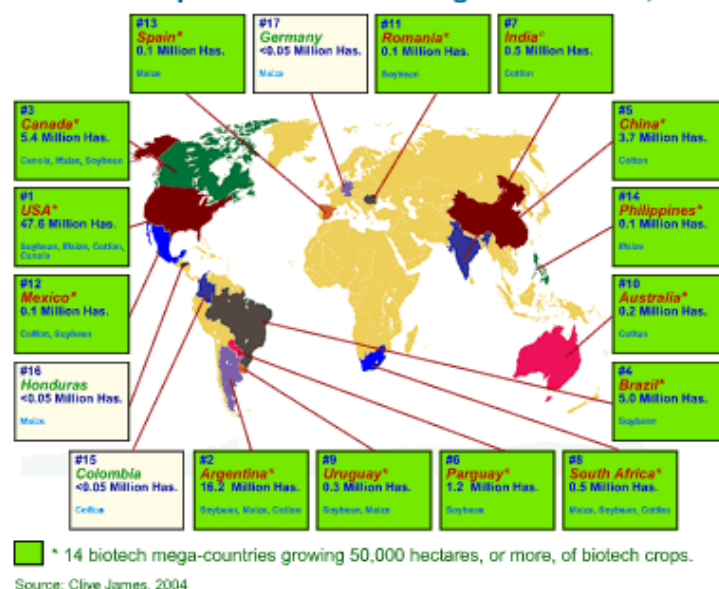 #13
Spain*
0.1 Million Has.
Maize
#17
Germany
<0.05 Million Has.
Maize
#11
Romania*
0.1 Million Has.
Soybean
#7
India*
0.5 Million Has.
Cotton
#3
Canada*
5.4 Million Has.
Canola, Maize, Soybean
#5
China*
3.7 Million Has.
Cotton
#1
USA*
47.6 Million Has.
Soybean, Maize, Cotton,
Canola
#14
Philippines*
0.1 Million Has.
Maize
#12
Mexico*
0.1 Million Has.
Cotton, Soybean
#10
Australia*
0.2 Million Has.
Cotton
#16
Honduras
<0.05 Million Has.
Maize
#4
Brazil*
5.0 Million Has.
Soybean
#15
Colombia
<0.05 Million Has.
Cotton
#2
Argentina*
16.2 Million Has.
Soybean, Maize, Cotton
#9
Uruguay*
0.3 Million Has.
Soybean, Maize
#6
Parguay*
1.2 Million Has.
Soybean
#8
South Africa*
0.5 Million Has.
Maize, Soybean, Cotton
* 14 biotech mega-countries growing 50,000 hectares, or more, of biotech crops.
Source: Clive James, 2004